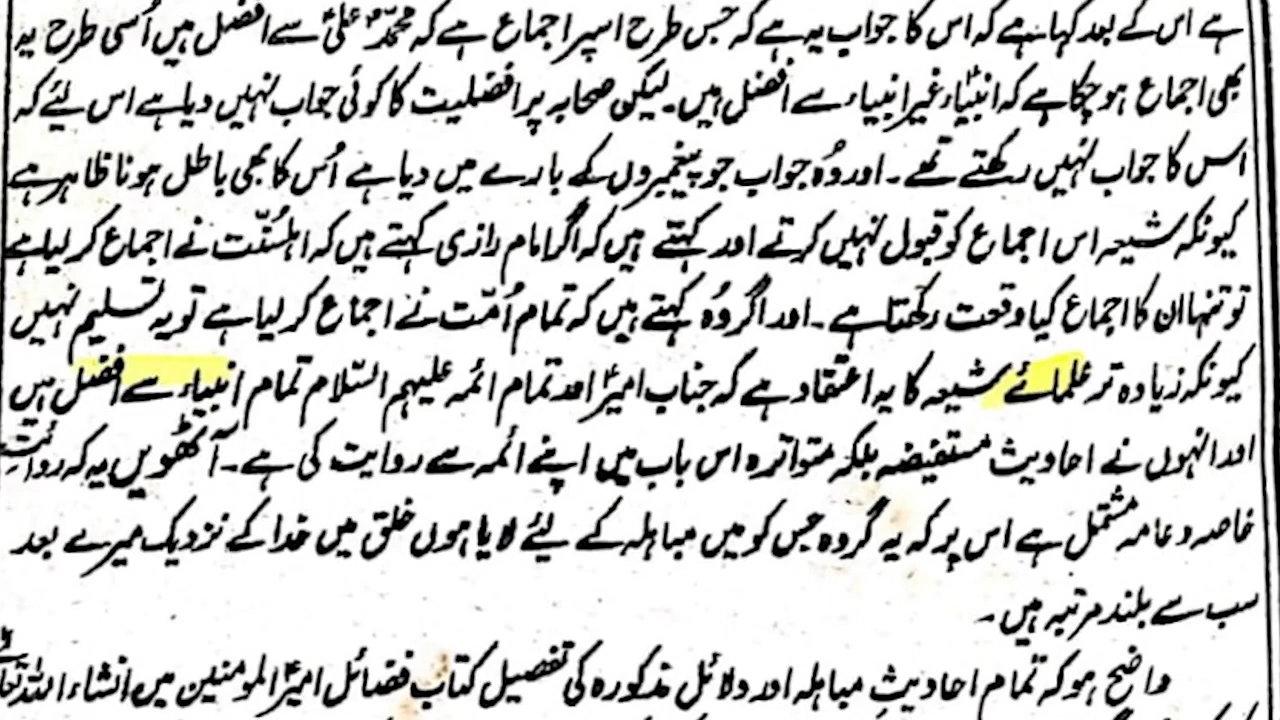 ہے اس کے بعد کہا ہے کہ اس کا جواب یہ ہے کہ جس طرح اسپر اجماع ہے کہ محمدؐ و علیؑ سے افضل ہیں اُسی طرح یہ
بھی اجماع ہو چکا ہے کہ انبیاء غیر انبیاء سے افضل ہیں۔ لیکن صحابہ پر افضلیت کا کوئی جواب نہیں دیا ہے اس لیئے کہ
اس کا جواب نہیں رکھتے تھے۔ اور وُہ جواب جو پیغمبروں کے بارے میں دیا ہے اُس کا بھی باطل ہونا ظاہر ہے
کیونکہ شیعہ اس اجماع کو قبول نہیں کرتے اور کہتے ہیں کہ اگر امام رازی کہتے ہیں کہ اہلسُنّت نے اجماع کر لیا ہے
تو تنہا ان کا اجماع کیا وقعت رکھتا ہے۔ اور اگر وُہ کہتے ہیں کہ تمام اُمّت نے اجماع کر لیا ہے تو یہ تسلیم نہیں
کیونکہ زیادہ تر علمائے شیعہ کا یہ اعتقاد ہے کہ جناب امیرؑ اور تمام ائمہ علیہم السّلام تمام انبیاء سے افضل ہیں
اور انہوں نے احادیث مستفیضہ بلکہ متواترہ اس باب میں اپنے ائمہ سے روایت کی ہے۔ آٹھویں یہ کہ روائت
خاصہ و عامہ مشتمل ہے اس پر کہ یہ گروہ جس کو میں مباہلہ کے لیئے لایا ہوں خلق میں خدا کے نزدیک میرے بعد
سب سے بلند مرتبہ ہیں۔
واضح ہو کہ تمام احادیثِ مباہلہ اور دلائل مذکورہ کی تفصیل کتاب فضائل امیرؑ المومنین میں انشاء اللہ تعا